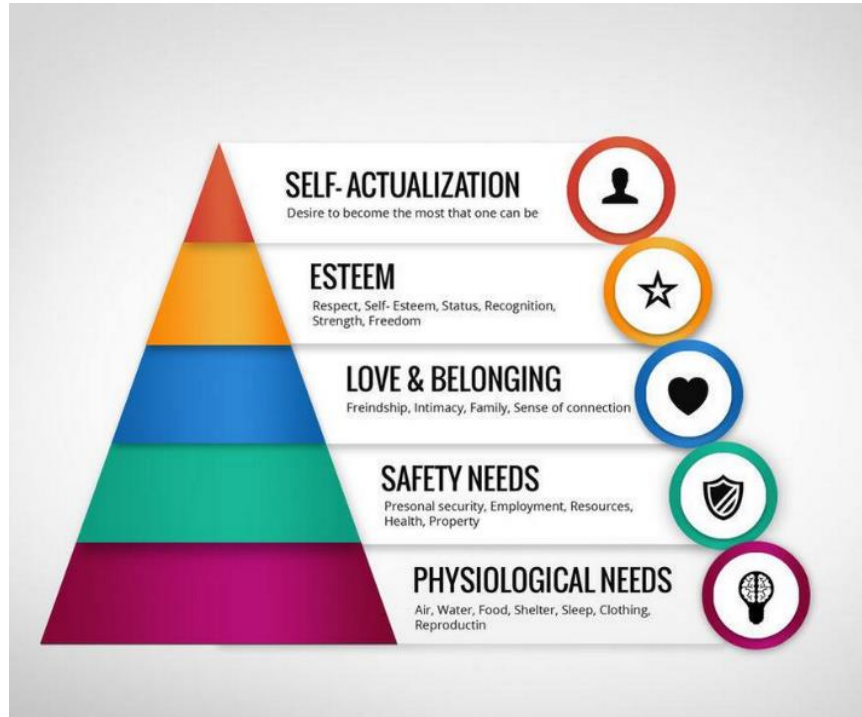 SELF- ACTUALIZATION
Desire to become the most that one can be
ESTEEM
Respect, Self- Esteem, Status, Recognition,
Strength, Freedom
LOVE & BELONGING
Freindship, Intimacy, Family, Sense of connection
SAFETY NEEDS
Presonal security, Employment, Resources,
Health, Property
PHYSIOLOGICAL NEEDS
Air, Water, Food, Shelter, Sleep, Clothing,
Reproductin